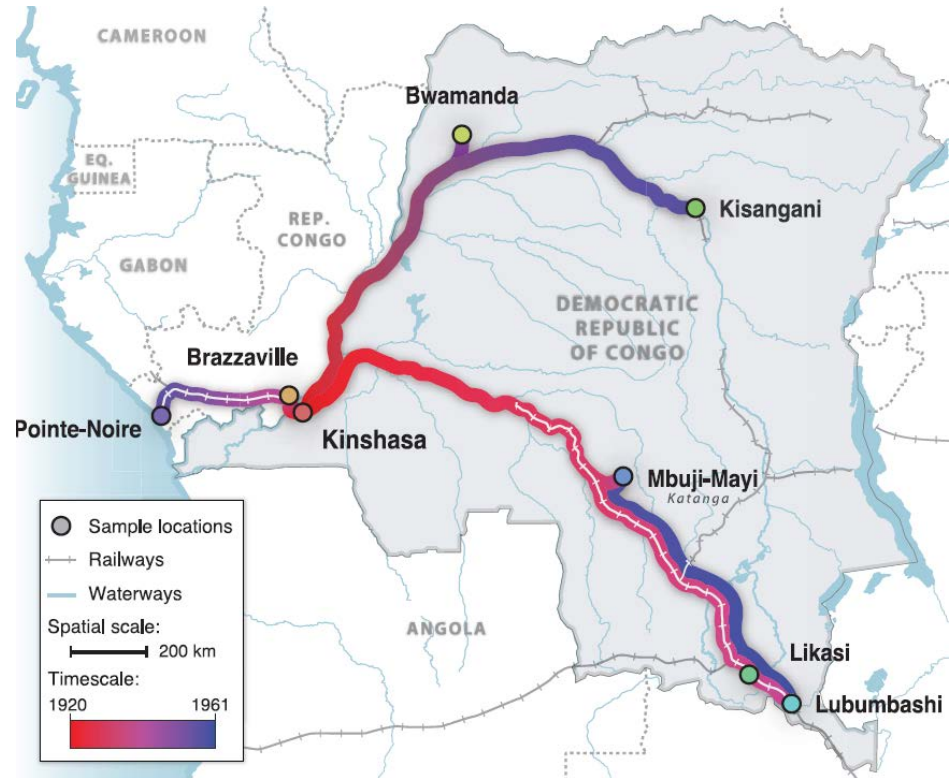 CAMEROON
Bwamanda
EQ.
GUINEA
REP.
CONGO
Kisangani
GABON
DEMOCRATIC
REPUBLIC
OF CONGO
Brazzaville
Pointe-Noire
Kinshasa
Mbuji-Mayi
Katanga
Sample locations
Railways
Waterways
Spatial scale:
200 km
Timescale:
1920 1961
ANGOLA
Likasi
Lubumbashi